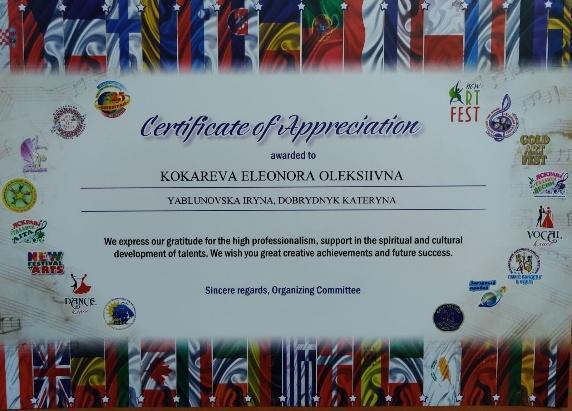 Certificate of Appreciation
awarded to
KOKAREVA ELEONORA OLEKSIIVNA
YABLUNOVSKA IRYNA, DOBRYDNYK KATERYNA
We express our gratitude for the high professionalism, support in the spiritual and cultural
development of talents. We wish you great creative achievements and future success.
Sincere regards, Organizing Committee
new
ART
FEST
GOLD
ART
FEST
VOCAL
NEW
FESTIVAL
OF ARTS
DANCE
25